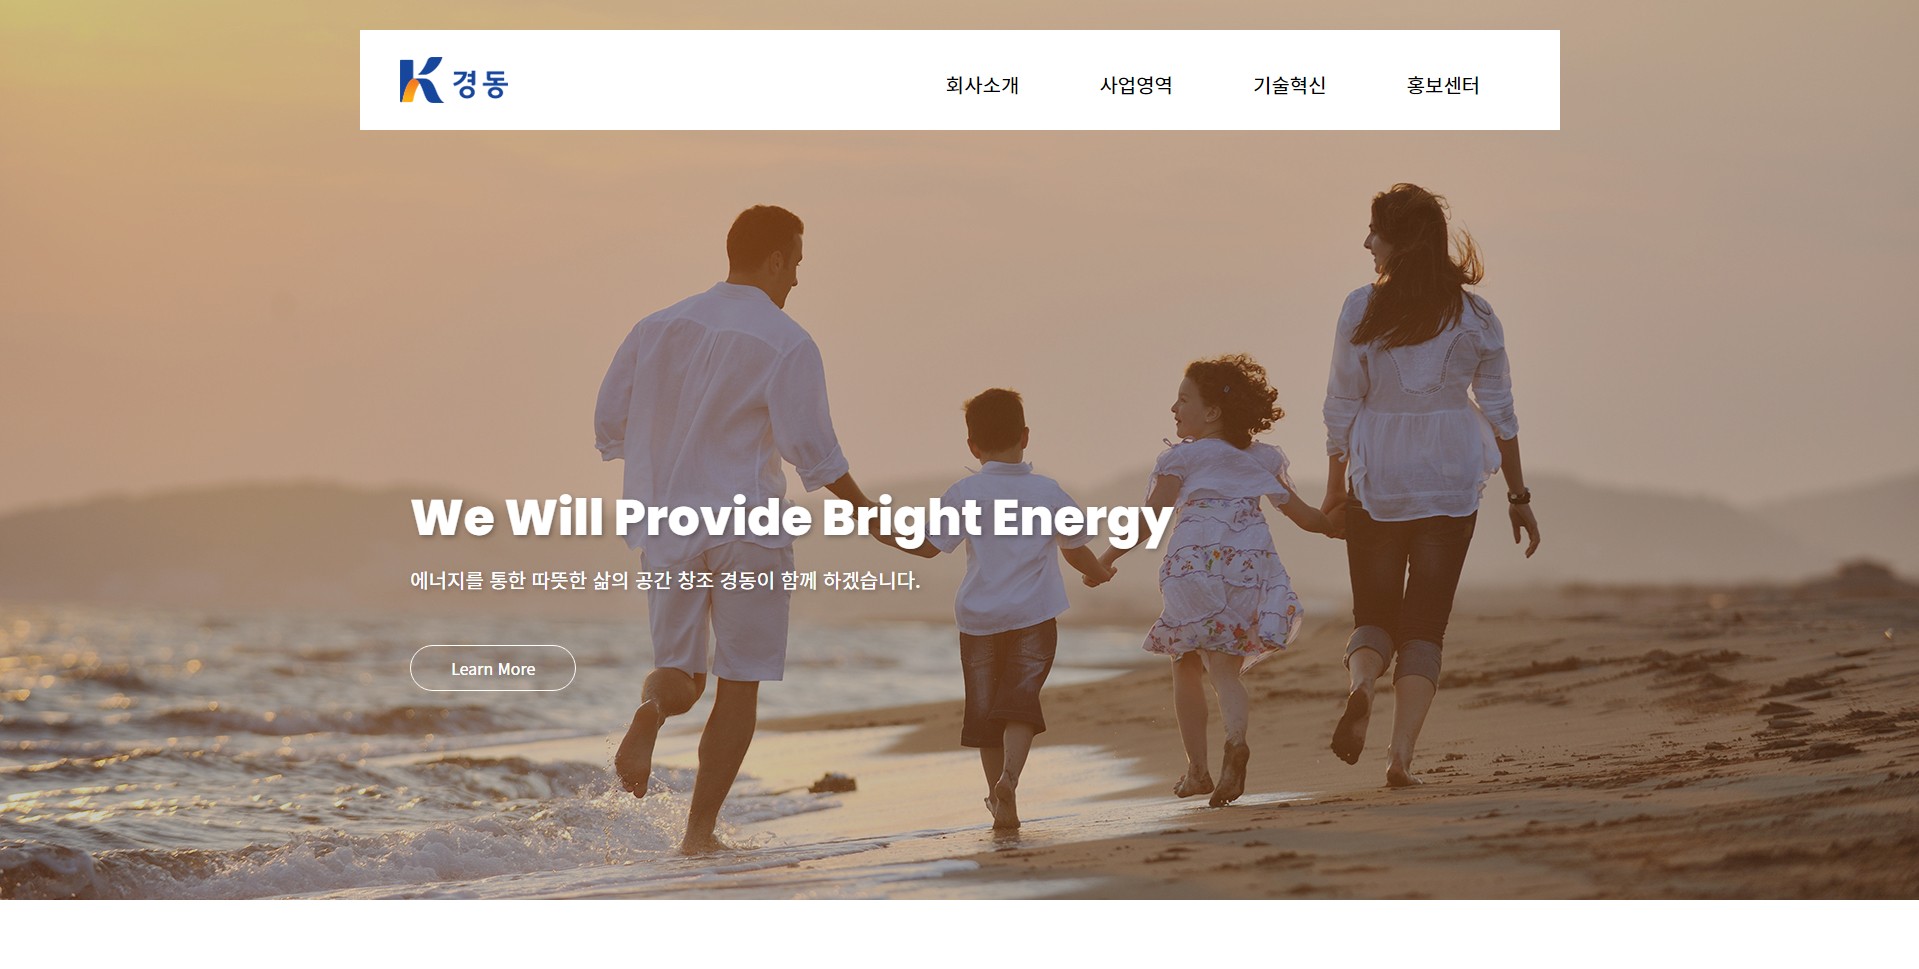 경동
회사소개 사업영역 기술혁신 홍보센터
We Will Provide Bright Energy
에너지를 통한 따뜻한 삶의 공간 창조 경동이 함께 하겠습니다.
Learn More